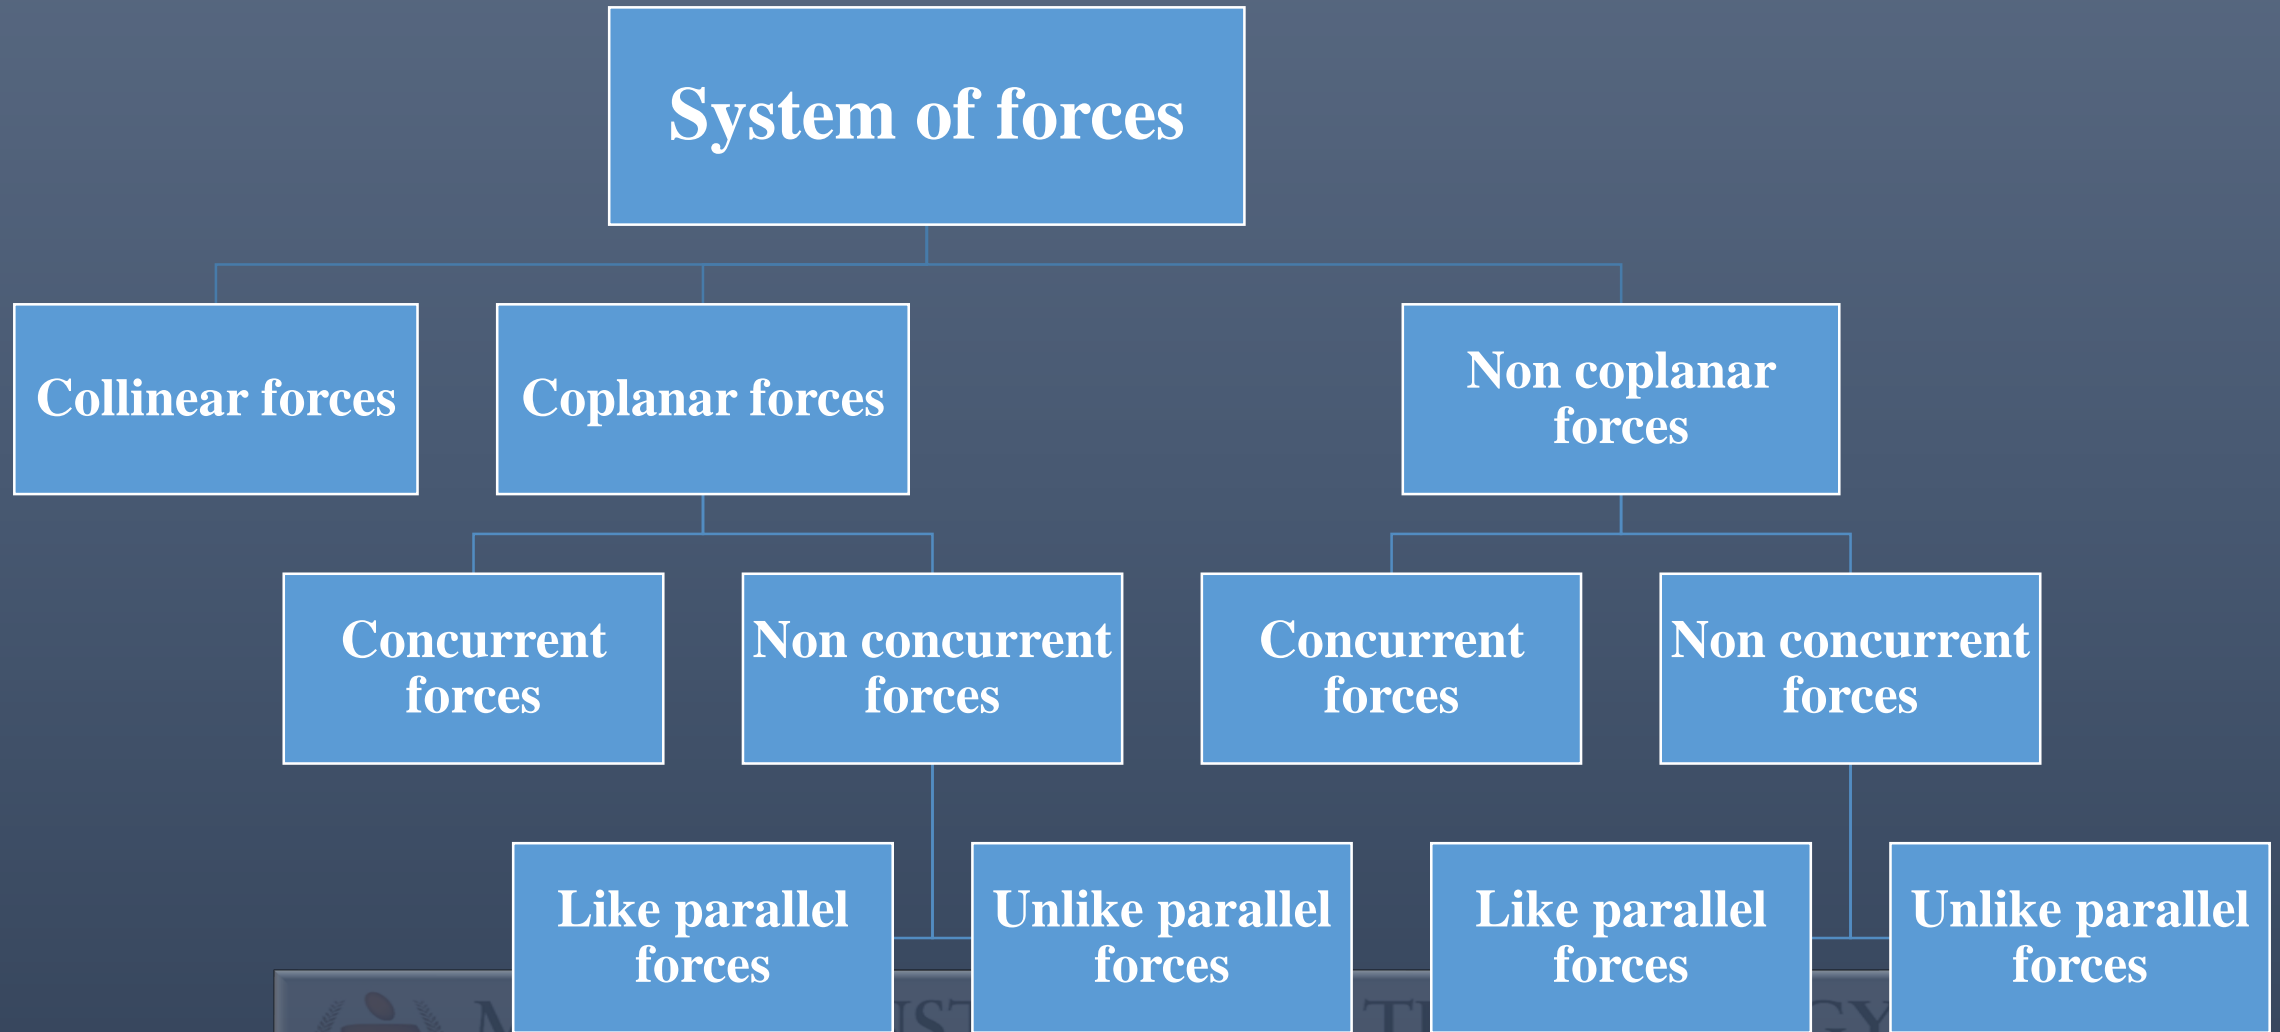 System of forces
Collinear forces
Coplanar forces
Non coplanar
forces
Concurrent
forces
Non concurrent
forces
Concurrent
forces
Non concurrent
forces
Like parallel
forces
Unlike parallel
forces
Like parallel
forces
Unlike parallel
forces